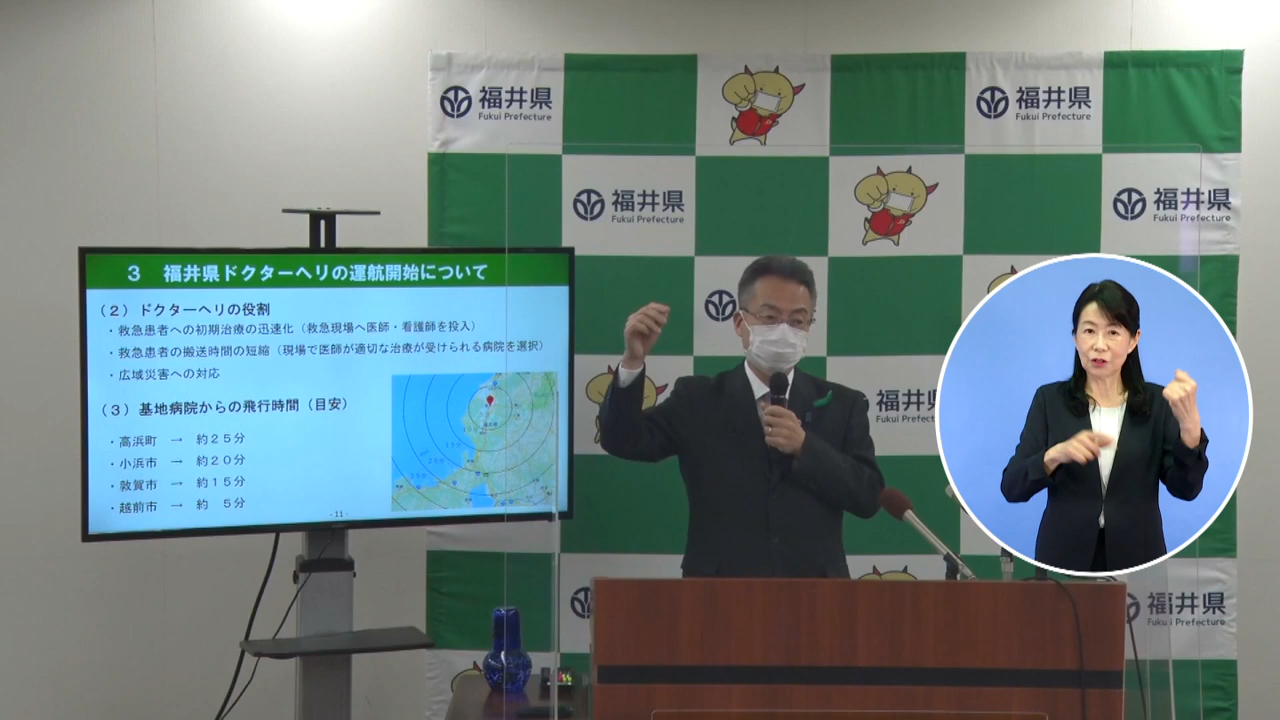 福井県
Fukui Prefecture
福井県
Fukui Prefecture
福井県
Fukui Prefecture
福井県
Fukui Prefecture
３　福井県ドクターヘリの運航開始について
（２）ドクターヘリの役割
・救急患者への初期治療の迅速化（救急現場へ医師・看護師を投入）
・救急患者の搬送時間の短縮（現場で医師が適切な治療が受けられる病院を選択）
・広域災害への対応
（３）基地病院からの飛行時間（目安）
・高浜町　→　約２５分
・小浜市　→　約２０分
・敦賀市　→　約１５分
・越前市　→　約　５分
-11-
福井県
福井県
Fukui Prefecture